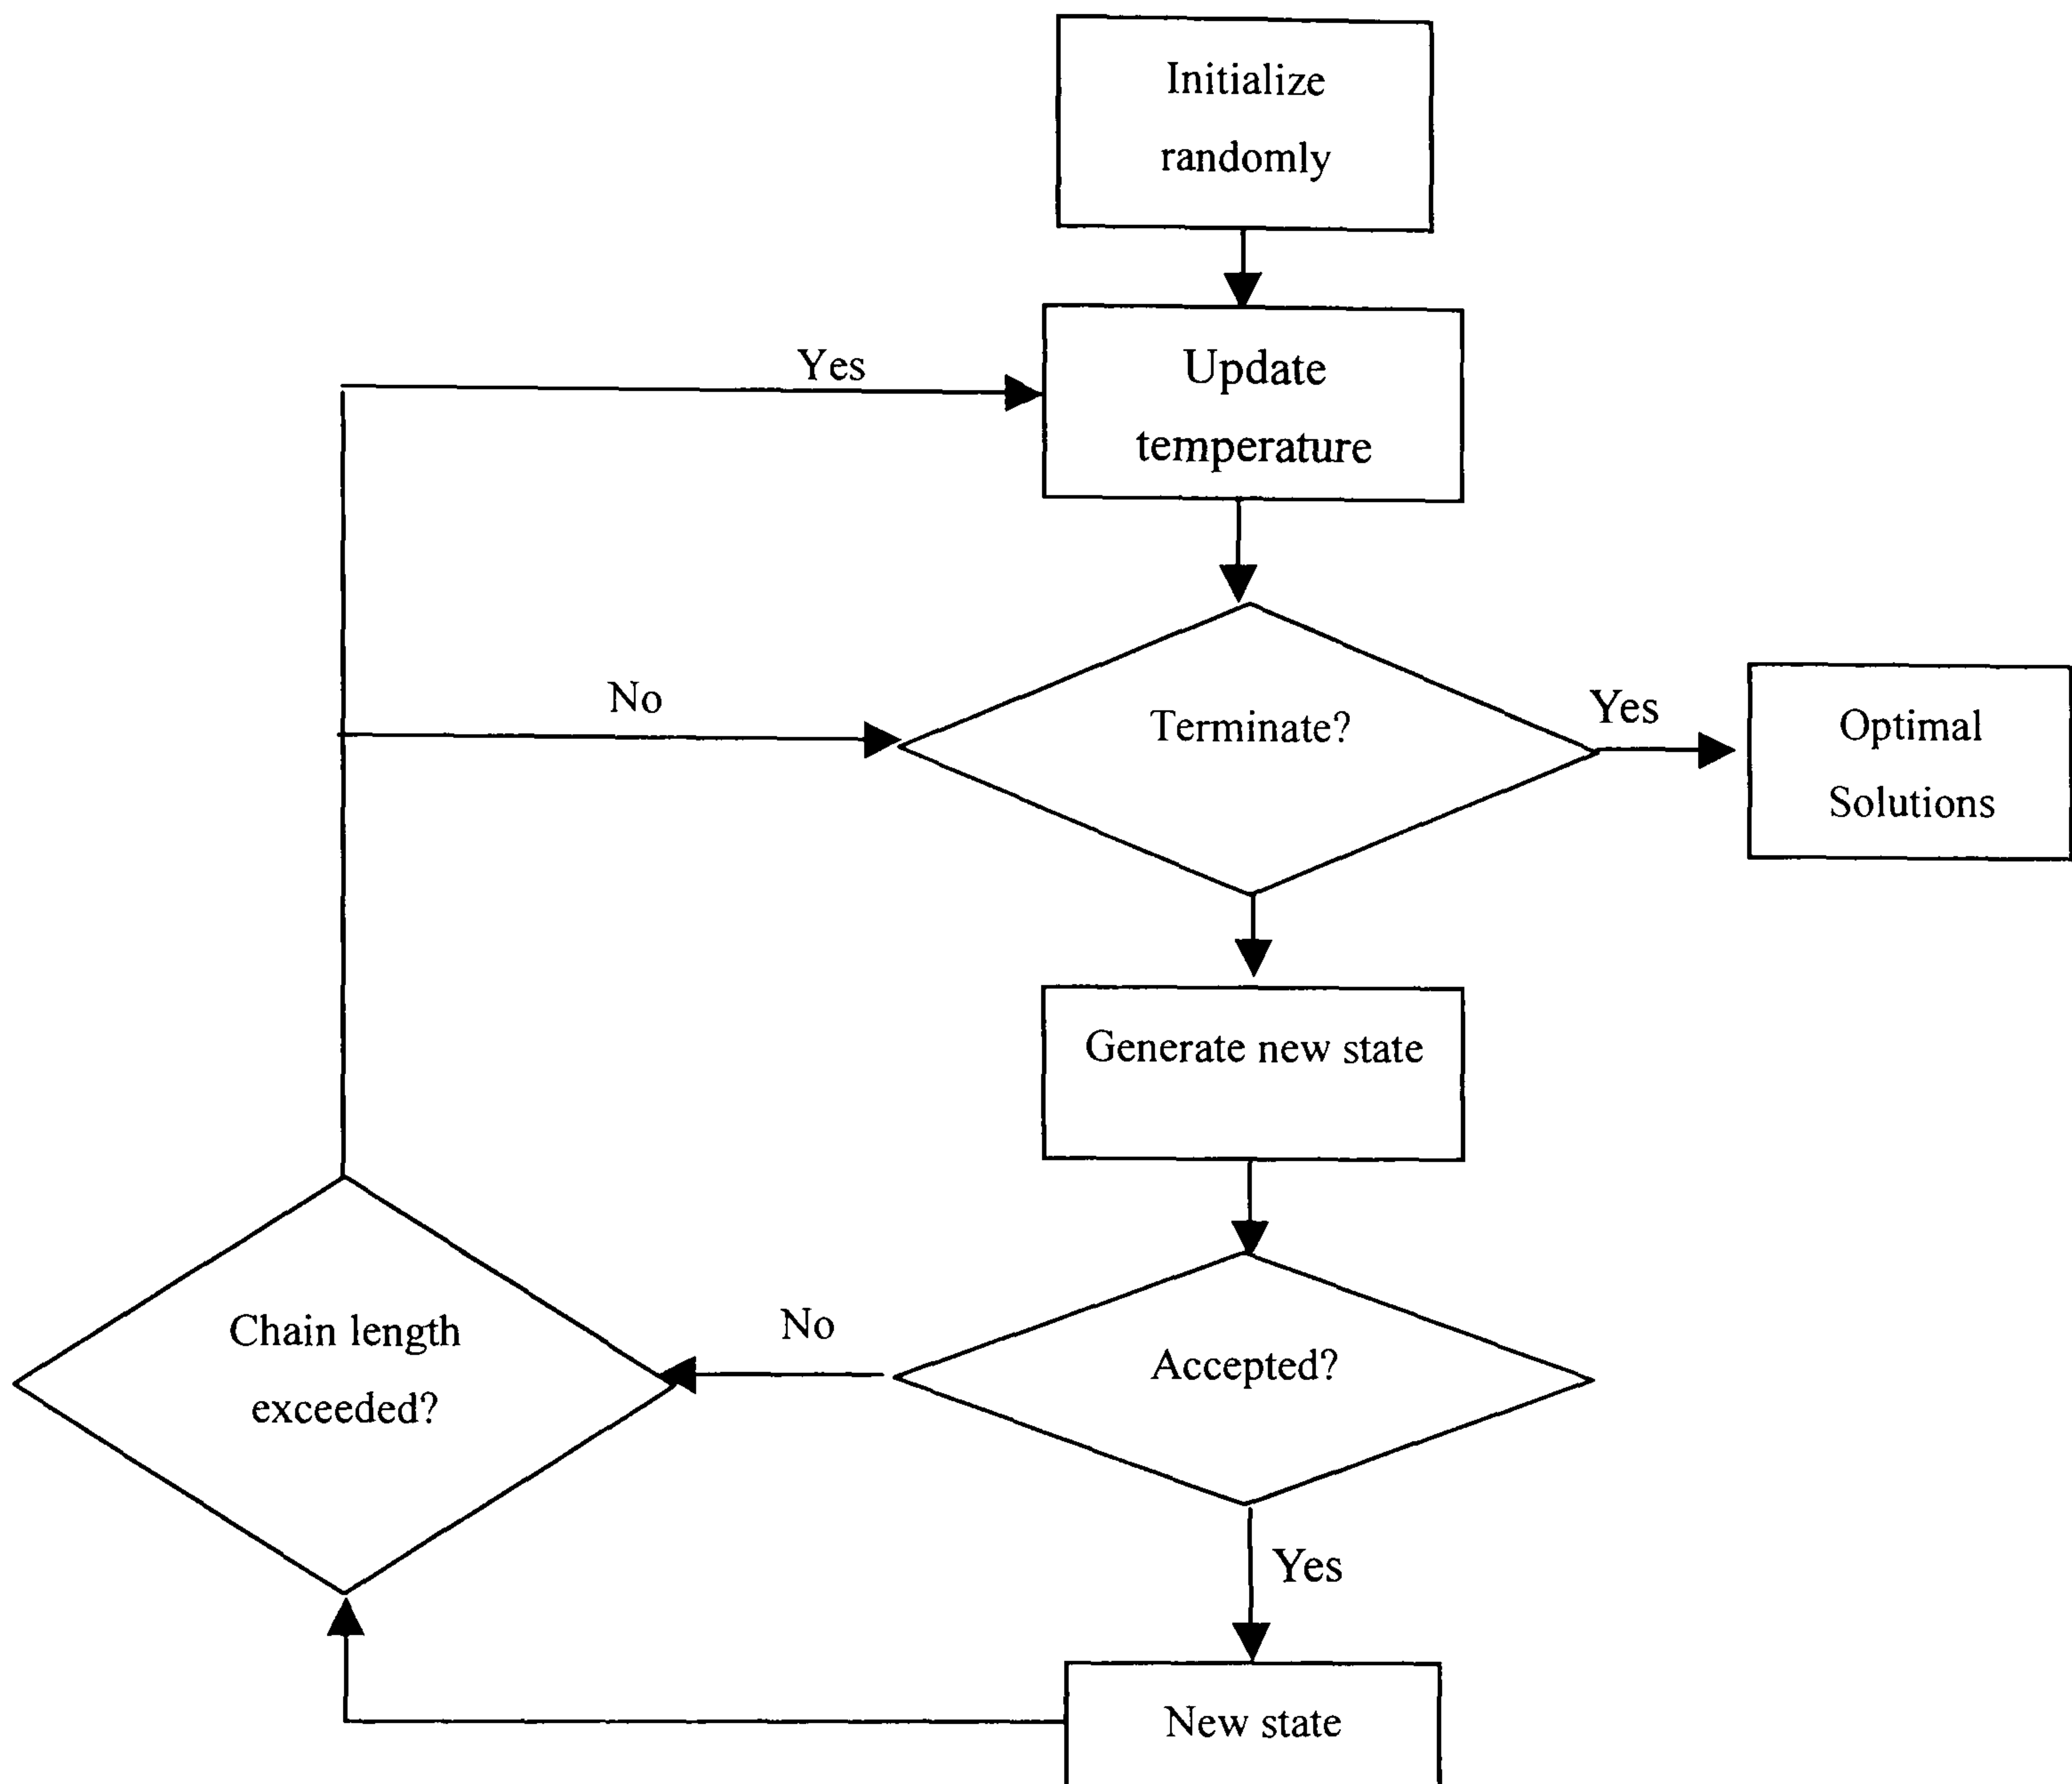 Initialize
randomly
Yes
Update
temperature
No
Terminate?
Yes
Optimal
Solutions
Generate new state
Chain length
exceeded?
No
Accepted?
Yes
New state